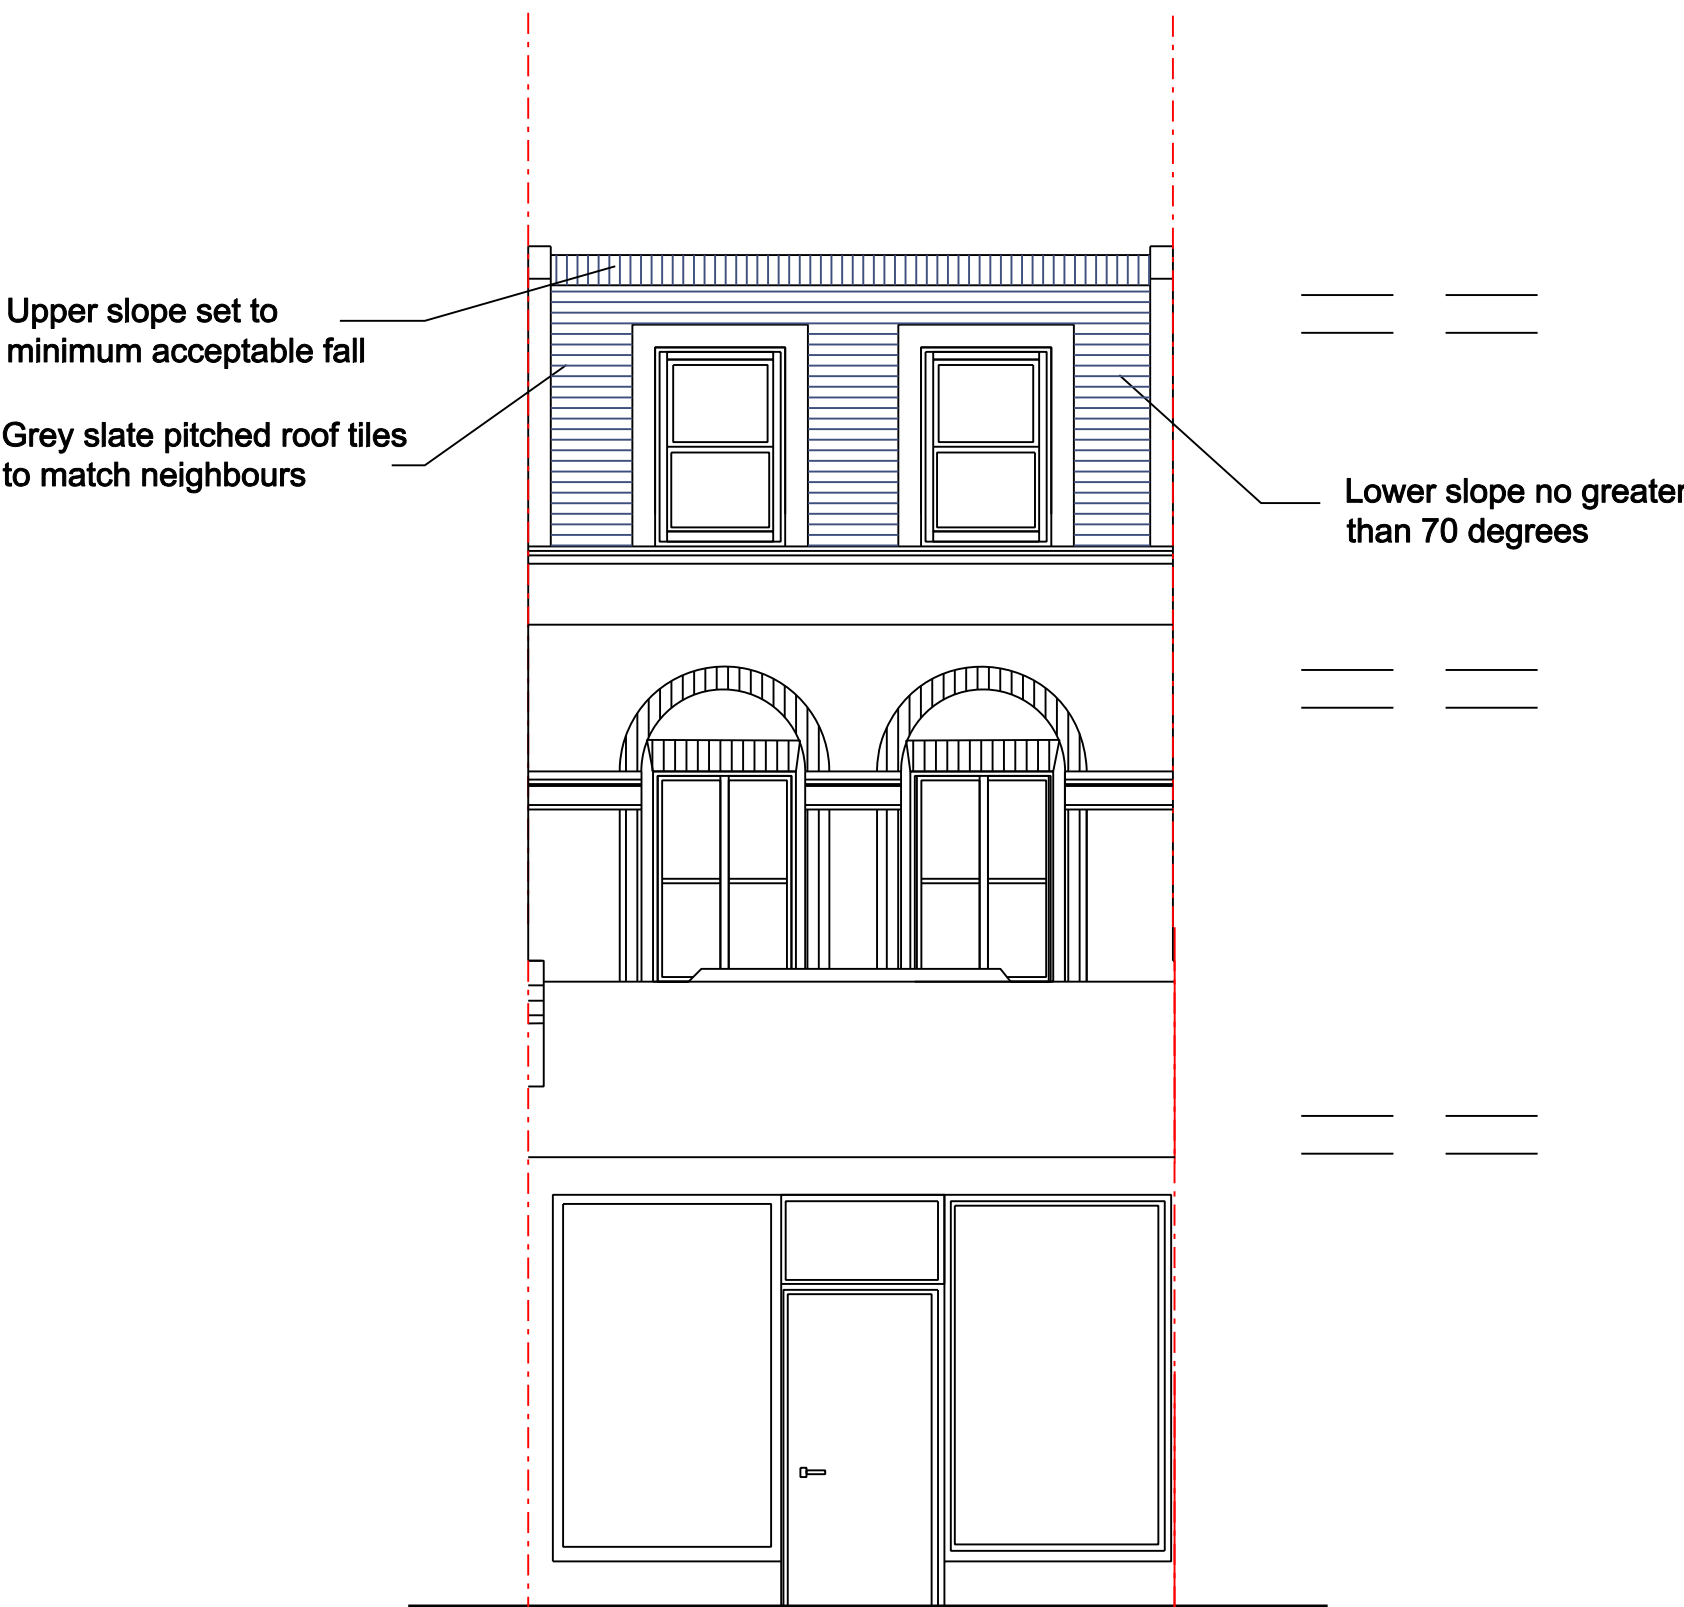 Upper slope set to
minimum acceptable fall
Grey slate pitched roof tiles
to match neighbours
Lower slope no greater
than 70 degrees